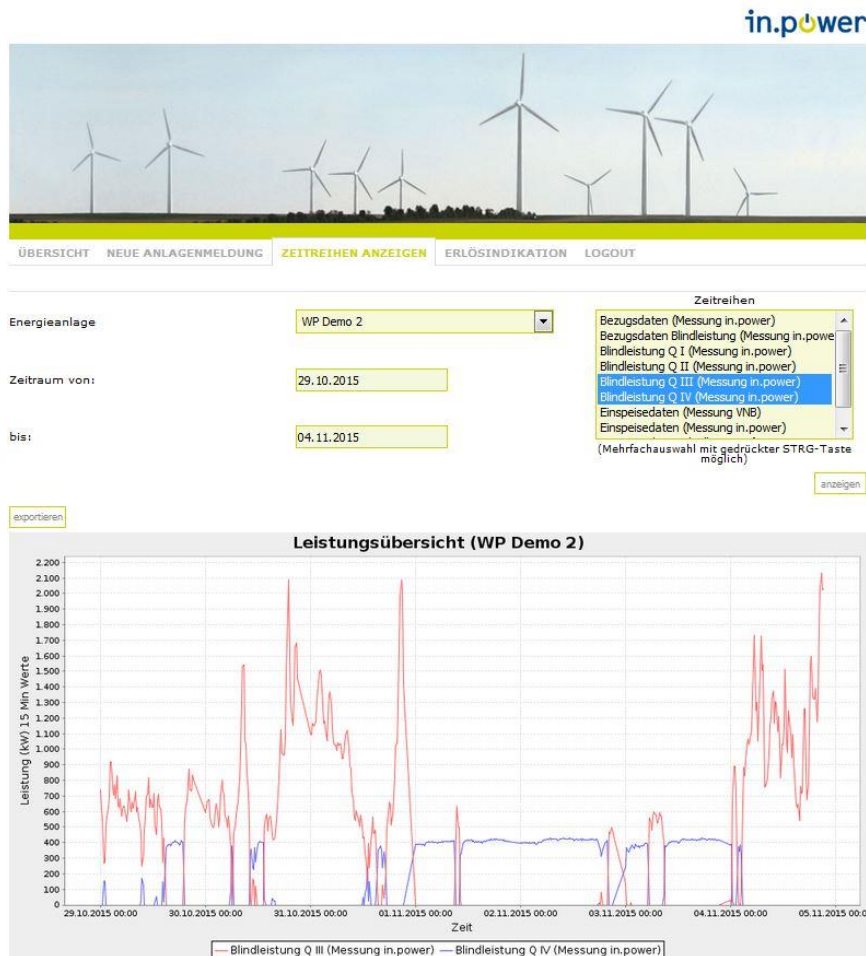 in.power
ÜBERSICHT NEUE ANLAGENMELDUNG ZEITREIHEN ANZEIGEN ERLÖSINDIKATION LOGOUT
Zeitreihen
Energieanlage
WP Demo 2
Bezugsdaten (Messung in.power)
Bezugsdaten Blindleistung (Messung in.powe
Blindleistung Q I (Messung in.power)
Blindleistung Q II (Messung in.power)
Blindleistung Q III (Messung in.power)
Blindleistung Q IV (Messung in.power)
Einspeisedaten (Messung VNB)
Einspeisedaten (Messung in.power)
Zeitraum von:
29.10.2015
bis:
04.11.2015
(Mehrfachauswahl mit gedrückter STRG-Taste
möglich)
anzeigen
exportieren
Leistungsübersicht (WP Demo 2)
Leistung (kW) 15 Min Werte
2.200
2.100
2.000
1.900
1.800
1.700
1.600
1.500
1.400
1.300
1.200
1.100
1.000
900
800
700
600
500
400
300
200
100
0
29.10.2015 00:00 30.10.2015 00:00 31.10.2015 00:00 01.11.2015 00:00 02.11.2015 00:00 03.11.2015 00:00 04.11.2015 00:00 05.11.2015 00:00
Zeit
Blindleistung Q III (Messung in.power) Blindleistung Q IV (Messung in.power)